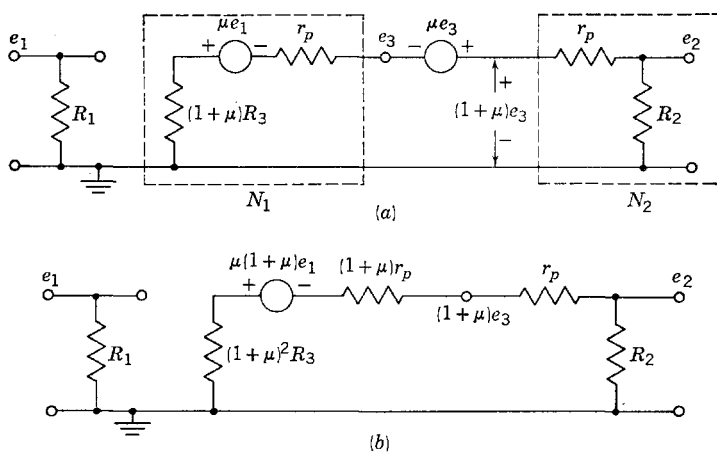 e₁
R₁
(1+μ)R₃
+ μe₁ −
rₚ
N₁
e₃
− μe₃ +
+
(1+μ)e₃
−
rₚ
e₂
R₂
N₂
(a)
e₁
R₁
μ(1+μ)e₁
+ −
(1+μ)²R₃
(1+μ)rₚ
(1+μ)e₃
rₚ
e₂
R₂
(b)